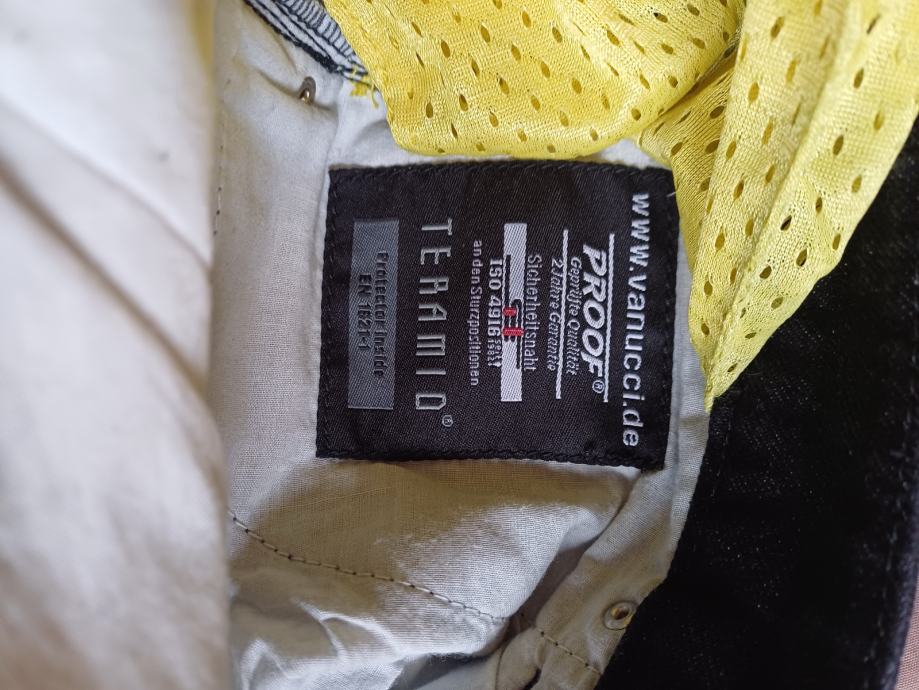 www.vanucci.de
PROOF®
Geprüfte Qualität
2 Jahre Garantie
Sicherheitsnaht
ISO 4916
an den Sturzpositionen
TERAMID®
Protector Inside
EN 1621-1